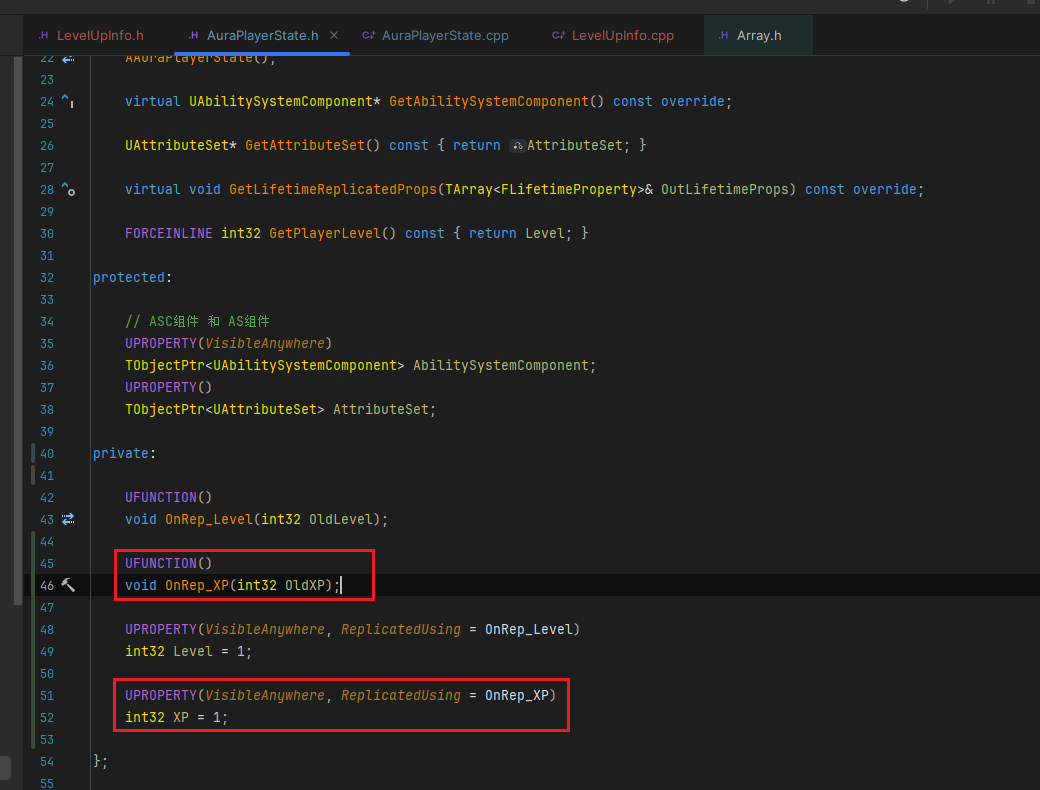 LevelUpInfo.h
AuraPlayerState.h
AuraPlayerState.cpp
LevelUpInfo.cpp
Array.h
22 AAuraPlayerState();
23
24 virtual UAbilitySystemComponent* GetAbilitySystemComponent() const override;
25
26 UAttributeSet* GetAttributeSet() const { return AttributeSet; }
27
28 virtual void GetLifetimeReplicatedProps(TArray<FLifetimeProperty>& OutLifetimeProps) const override;
29
30 FORCEINLINE int32 GetPlayerLevel() const { return Level; }
31
32 protected:
33
34 // ASC组件 和 AS组件
35 UPROPERTY(VisibleAnywhere)
36 TObjectPtr<UAbilitySystemComponent> AbilitySystemComponent;
37 UPROPERTY()
38 TObjectPtr<UAttributeSet> AttributeSet;
39
40 private:
41
42 UFUNCTION()
43 void OnRep_Level(int32 OldLevel);
44
45 UFUNCTION()
46 void OnRep_XP(int32 OldXP);
47
48 UPROPERTY(VisibleAnywhere, ReplicatedUsing = OnRep_Level)
49 int32 Level = 1;
50
51 UPROPERTY(VisibleAnywhere, ReplicatedUsing = OnRep_XP)
52 int32 XP = 1;
53
54 };
55